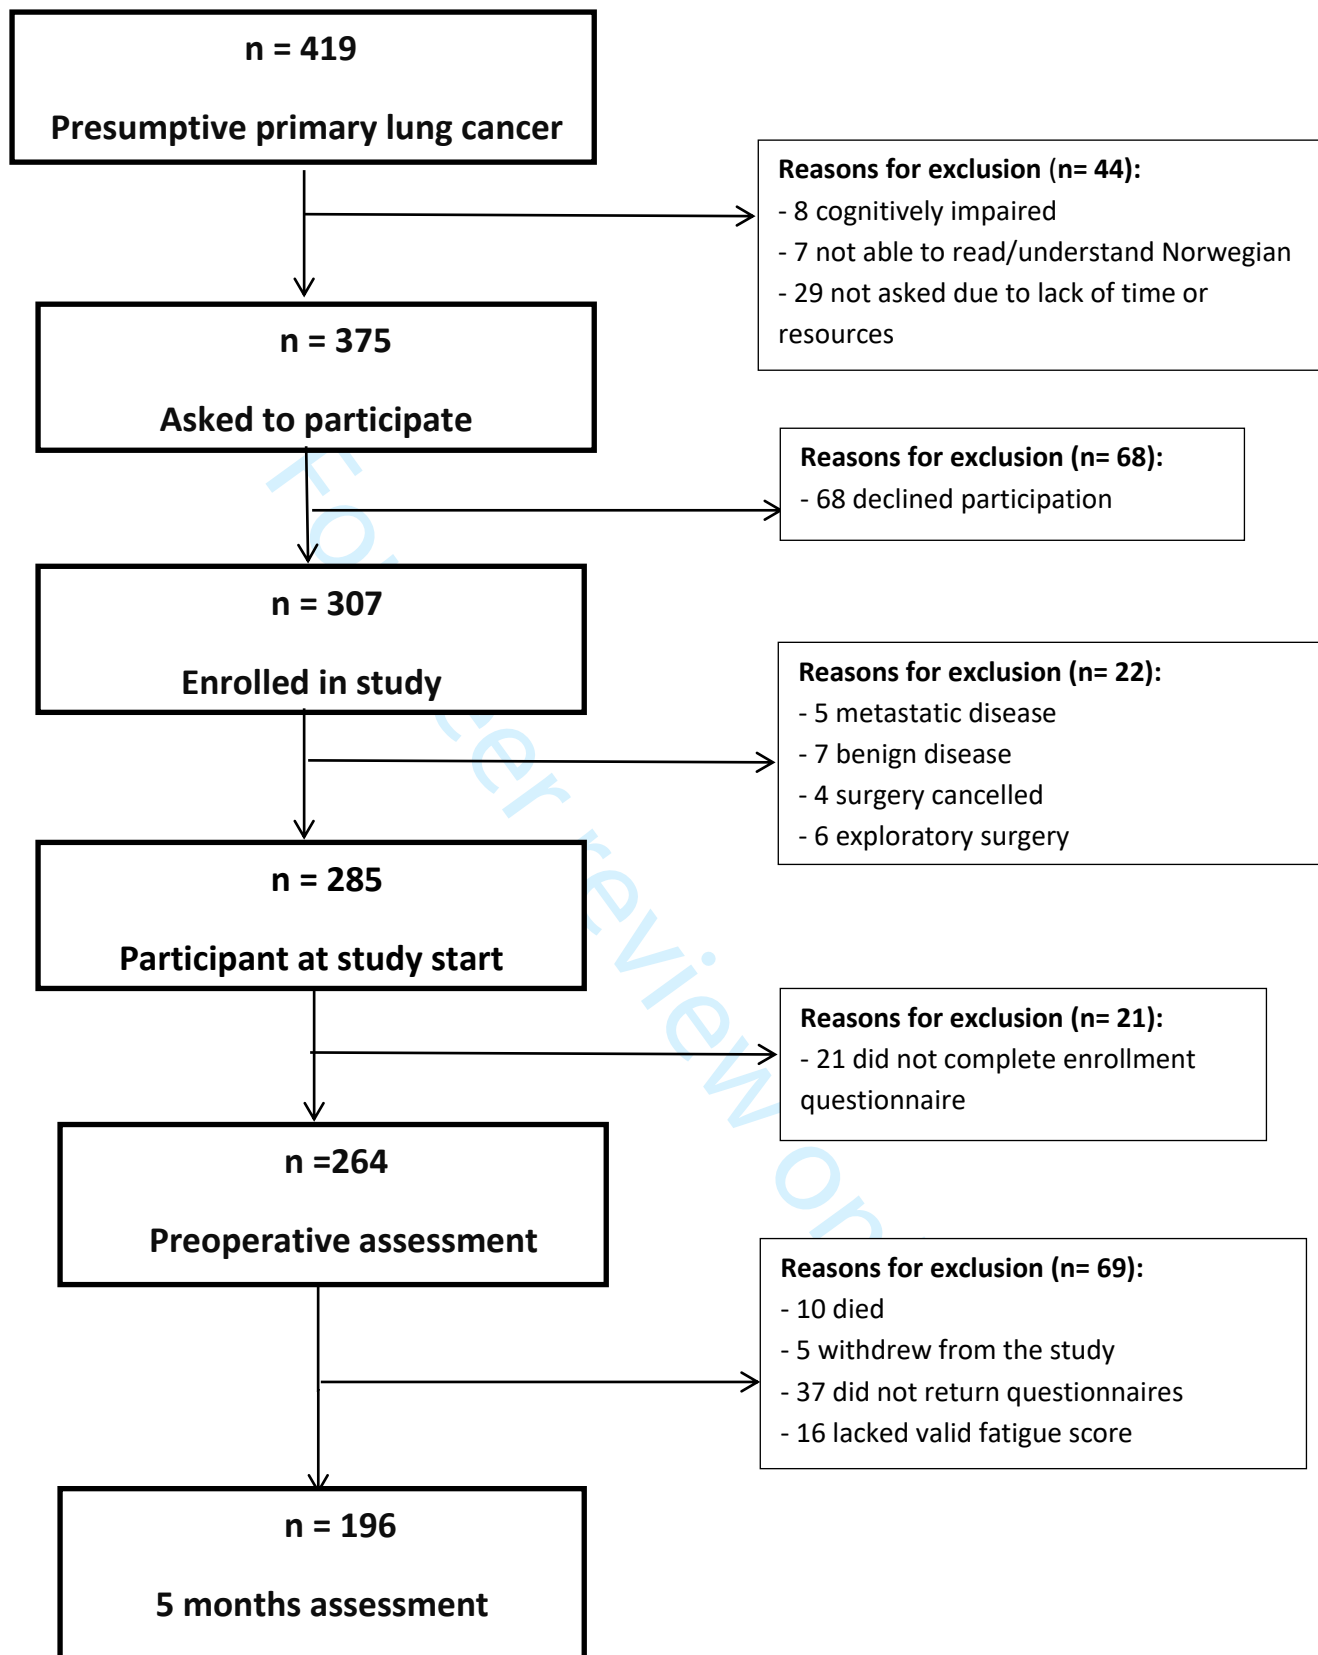 n = 419
Presumptive primary lung cancer
Reasons for exclusion (n= 44):
- 8 cognitively impaired
- 7 not able to read/understand Norwegian
- 29 not asked due to lack of time or
resources
n = 375
Asked to participate
Reasons for exclusion (n= 68):
- 68 declined participation
n = 307
Enrolled in study
Reasons for exclusion (n= 22):
- 5 metastatic disease
- 7 benign disease
- 4 surgery cancelled
- 6 exploratory surgery
n = 285
Participant at study start
Reasons for exclusion (n= 21):
- 21 did not complete enrollment
questionnaire
n =264
Preoperative assessment
Reasons for exclusion (n= 69):
- 10 died
- 5 withdrew from the study
- 37 did not return questionnaires
- 16 lacked valid fatigue score
n = 196
5 months assessment